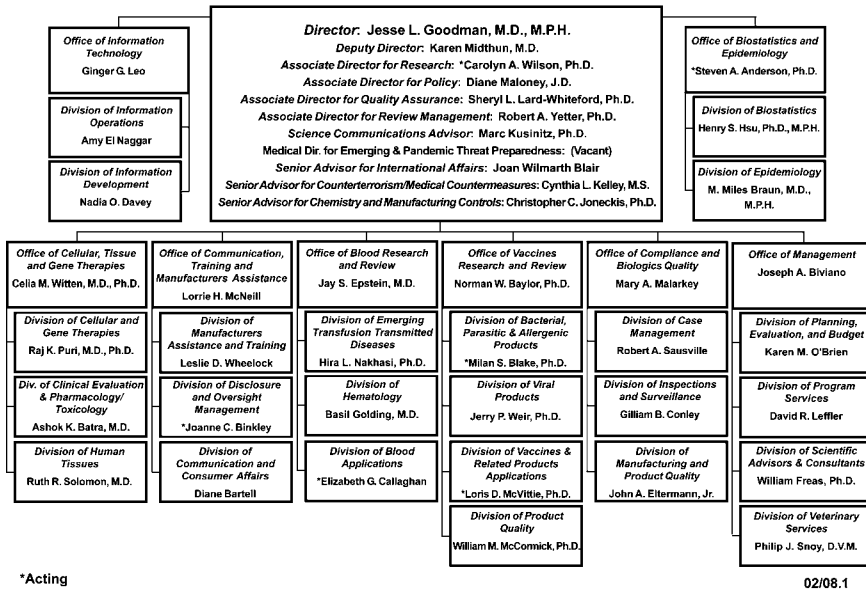 Director: Jesse L. Goodman, M.D., M.P.H.
Deputy Director: Karen Midthun, M.D.
Associate Director for Research: *Carolyn A. Wilson, Ph.D.
Associate Director for Policy: Diane Maloney, J.D.
Associate Director for Quality Assurance: Sheryl L. Lard-Whiteford, Ph.D.
Associate Director for Review Management: Robert A. Yetter, Ph.D.
Science Communications Advisor: Marc Kusinitz, Ph.D.
Medical Dir. for Emerging & Pandemic Threat Preparedness: (Vacant)
Senior Advisor for International Affairs: Joan Wilmarth Blair
Senior Advisor for Counterterrorism/Medical Countermeasures: Cynthia L. Kelley, M.S.
Senior Advisor for Chemistry and Manufacturing Controls: Christopher C. Joneckis, Ph.D.
Office of Information
Technology
Ginger G. Leo
Division of Information
Operations
Amy El Naggar
Division of Information
Development
Nadia O. Davey
Office of Biostatistics and
Epidemiology
*Steven A. Anderson, Ph.D.
Division of Biostatistics
Henry S. Hsu, Ph.D., M.P.H.
Division of Epidemiology
M. Miles Braun, M.D.,
M.P.H.
Office of Cellular, Tissue
and Gene Therapies
Celia M. Witten, M.D., Ph.D.
Division of Cellular and
Gene Therapies
Raj K. Puri, M.D., Ph.D.
Div. of Clinical Evaluation
& Pharmacology/
Toxicology
Ashok K. Batra, M.D.
Division of Human
Tissues
Ruth R. Solomon, M.D.
Office of Communication,
Training and
Manufacturers Assistance
Lorrie H. McNeill
Division of
Manufacturers
Assistance and Training
Leslie D. Wheelock
Division of Disclosure
and Oversight
Management
*Joanne C. Binkley
Division of
Communication and
Consumer Affairs
Diane Bartell
Office of Blood Research
and Review
Jay S. Epstein, M.D.
Division of Emerging
Transfusion Transmitted
Diseases
Hira L. Nakhasi, Ph.D.
Division of
Hematology
Basil Golding, M.D.
Division of Blood
Applications
*Elizabeth G. Callaghan
Office of Vaccines
Research and Review
Norman W. Baylor, Ph.D.
Division of Bacterial,
Parasitic & Allergenic
Products
*Milan S. Blake, Ph.D.
Division of Viral
Products
Jerry P. Weir, Ph.D.
Division of Vaccines &
Related Products
Applications
*Loris D. McVittie, Ph.D.
Division of Product
Quality
William M. McCormick, Ph.D.
Office of Compliance and
Biologics Quality
Mary A. Malarkey
Division of Case
Management
Robert A. Sausville
Division of Inspections
and Surveillance
Gilliam B. Conley
Division of
Manufacturing and
Product Quality
John A. Eltermann, Jr.
Office of Management
Joseph A. Biviano
Division of Planning,
Evaluation, and Budget
Karen M. O'Brien
Division of Program
Services
David R. Leffler
Division of Scientific
Advisors & Consultants
William Freas, Ph.D.
Division of Veterinary
Services
Philip J. Snoy, D.V.M.
*Acting
02/08.1